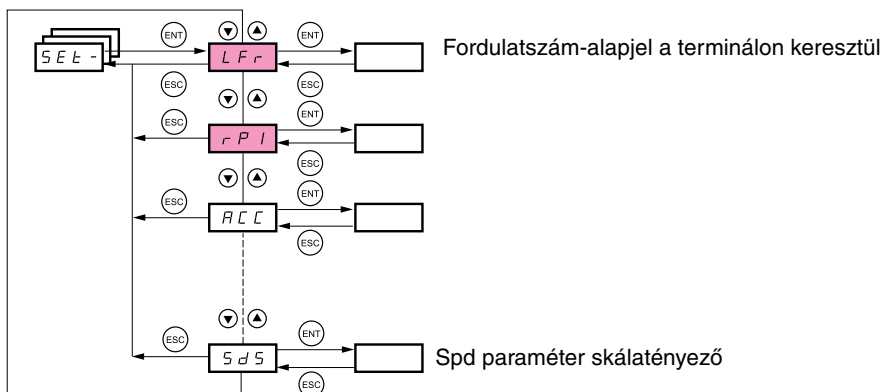 ENT
SEt -
LFr
ENT
Fordulatszám-alapjel a terminálon keresztül
ESC
ESC
ESC
rP1
ENT
ESC
ESC
ACC
ENT
ESC
ESC
SdS
ENT
Spd paraméter skálatényező
ESC